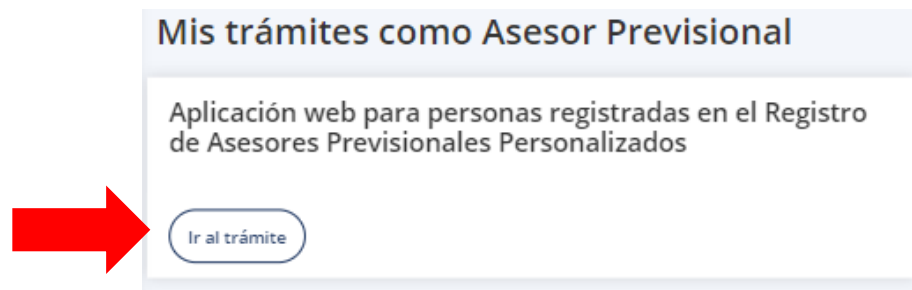 Mis trámites como Asesor Previsional
Aplicación web para personas registradas en el Registro
de Asesores Previsionales Personalizados
Ir al trámite